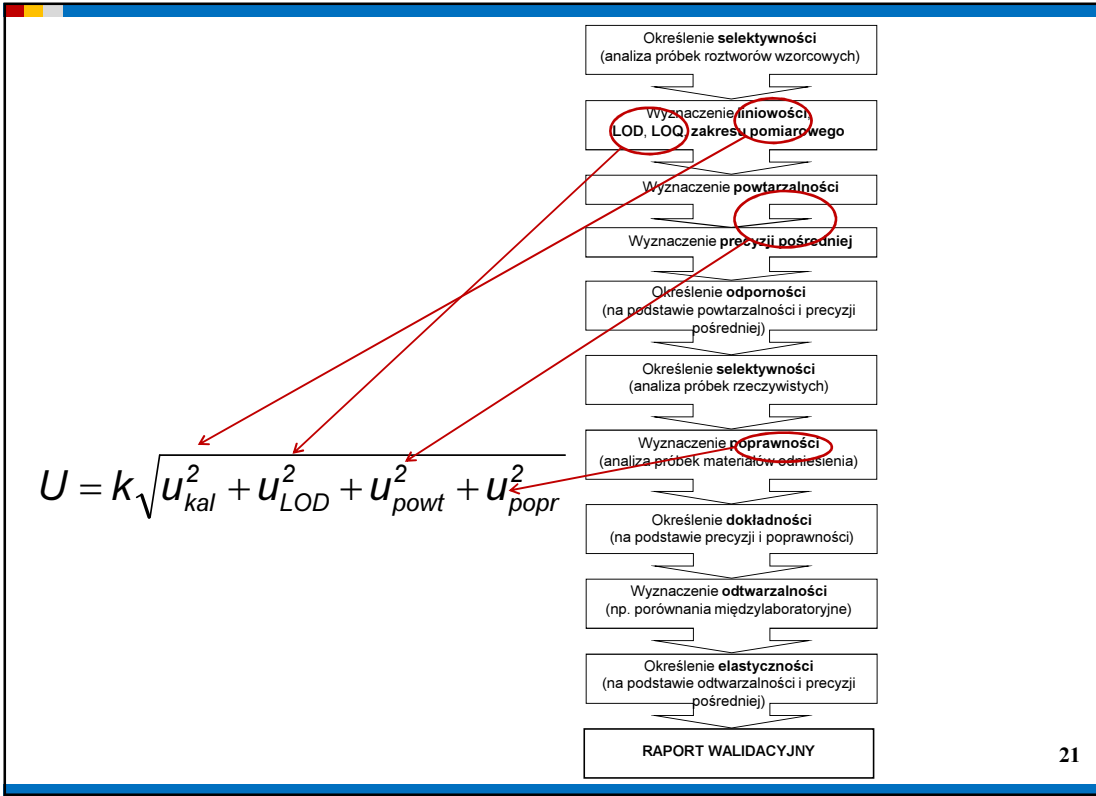 Określenie selektywności
(analiza próbek roztworów wzorcowych)
Wyznaczenie liniowości,
LOD, LOQ, zakresu pomiarowego
Wyznaczenie powtarzalności
Wyznaczenie precyzji pośredniej
Określenie odporności
(na podstawie powtarzalności i precyzji
pośredniej)
Określenie selektywności
(analiza próbek rzeczywistych)
Wyznaczenie poprawności
(analiza próbek materiałów odniesienia)
U = k√(u²kal + u²LOD + u²powt + u²popr)
Określenie dokładności
(na podstawie precyzji i poprawności)
Wyznaczenie odtwarzalności
(np. porównania międzylaboratoryjne)
Określenie elastyczności
(na podstawie odtwarzalności i precyzji
pośredniej)
RAPORT WALIDACYJNY
21